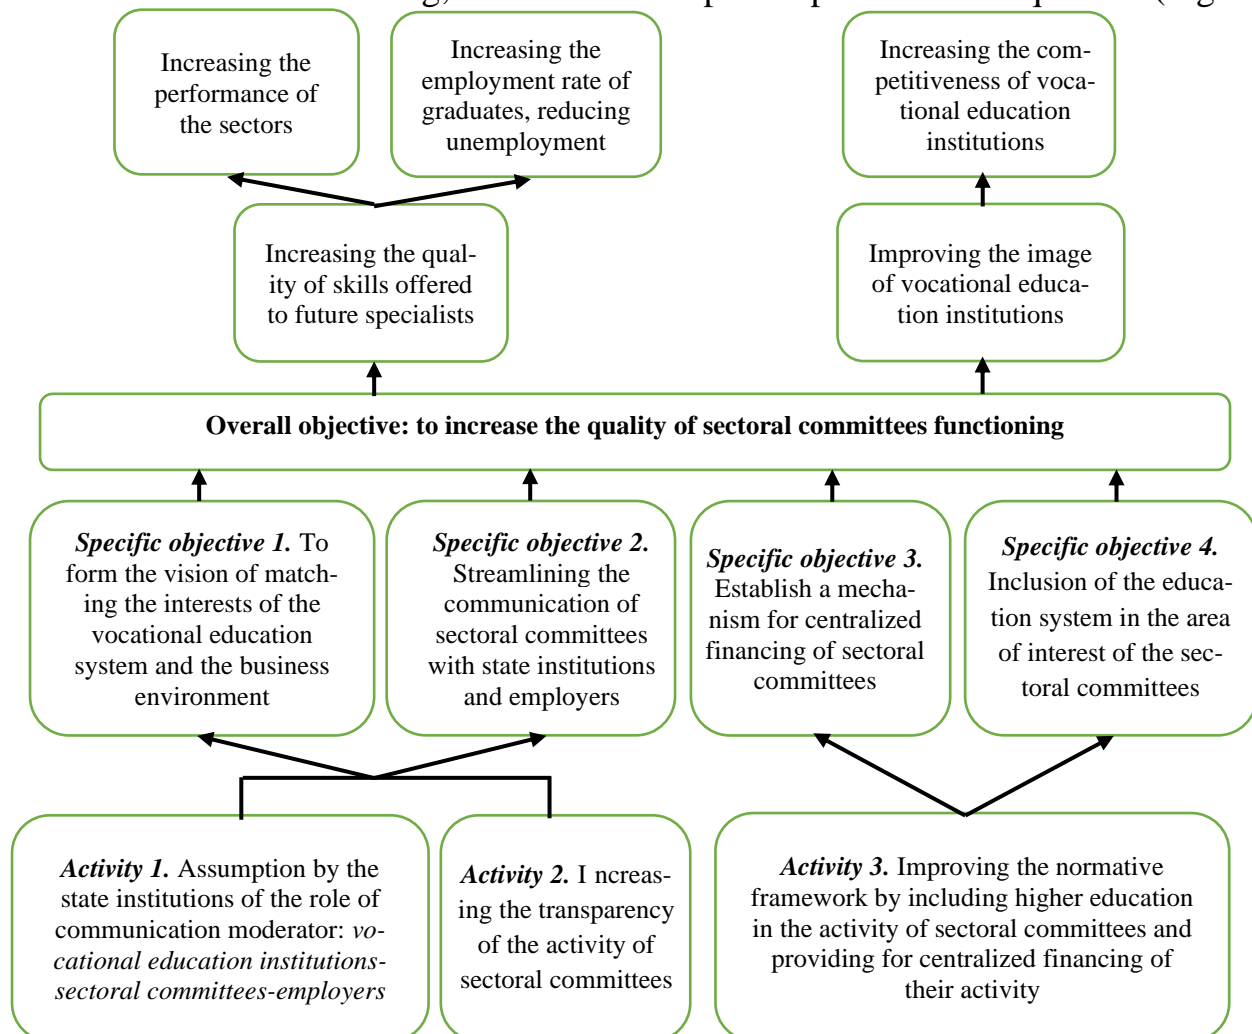 Increasing the
performance of
the sectors
Increasing the
employment rate of
graduates, reducing
unemployment
Increasing the com-
petitiveness of voca-
tional education
institutions
Increasing the qual-
ity of skills offered
to future specialists
Improving the image
of vocational educa-
tion institutions
Overall objective: to increase the quality of sectoral committees functioning
Specific objective 1. To
form the vision of match-
ing the interests of the
vocational education
system and the business
environment
Specific objective 2.
Streamlining the
communication of
sectoral committees
with state institutions
and employers
Specific objective 3.
Establish a mecha-
nism for centralized
financing of sectoral
committees
Specific objective 4.
Inclusion of the educa-
tion system in the area
of interest of the sec-
toral committees
Activity 1. Assumption by the
state institutions of the role of
communication moderator: vo-
cational education institutions-
sectoral committees-employers
Activity 2. I ncreas-
ing the transparency
of the activity of
sectoral committees
Activity 3. Improving the normative
framework by including higher education
in the activity of sectoral committees and
providing for centralized financing of
their activity